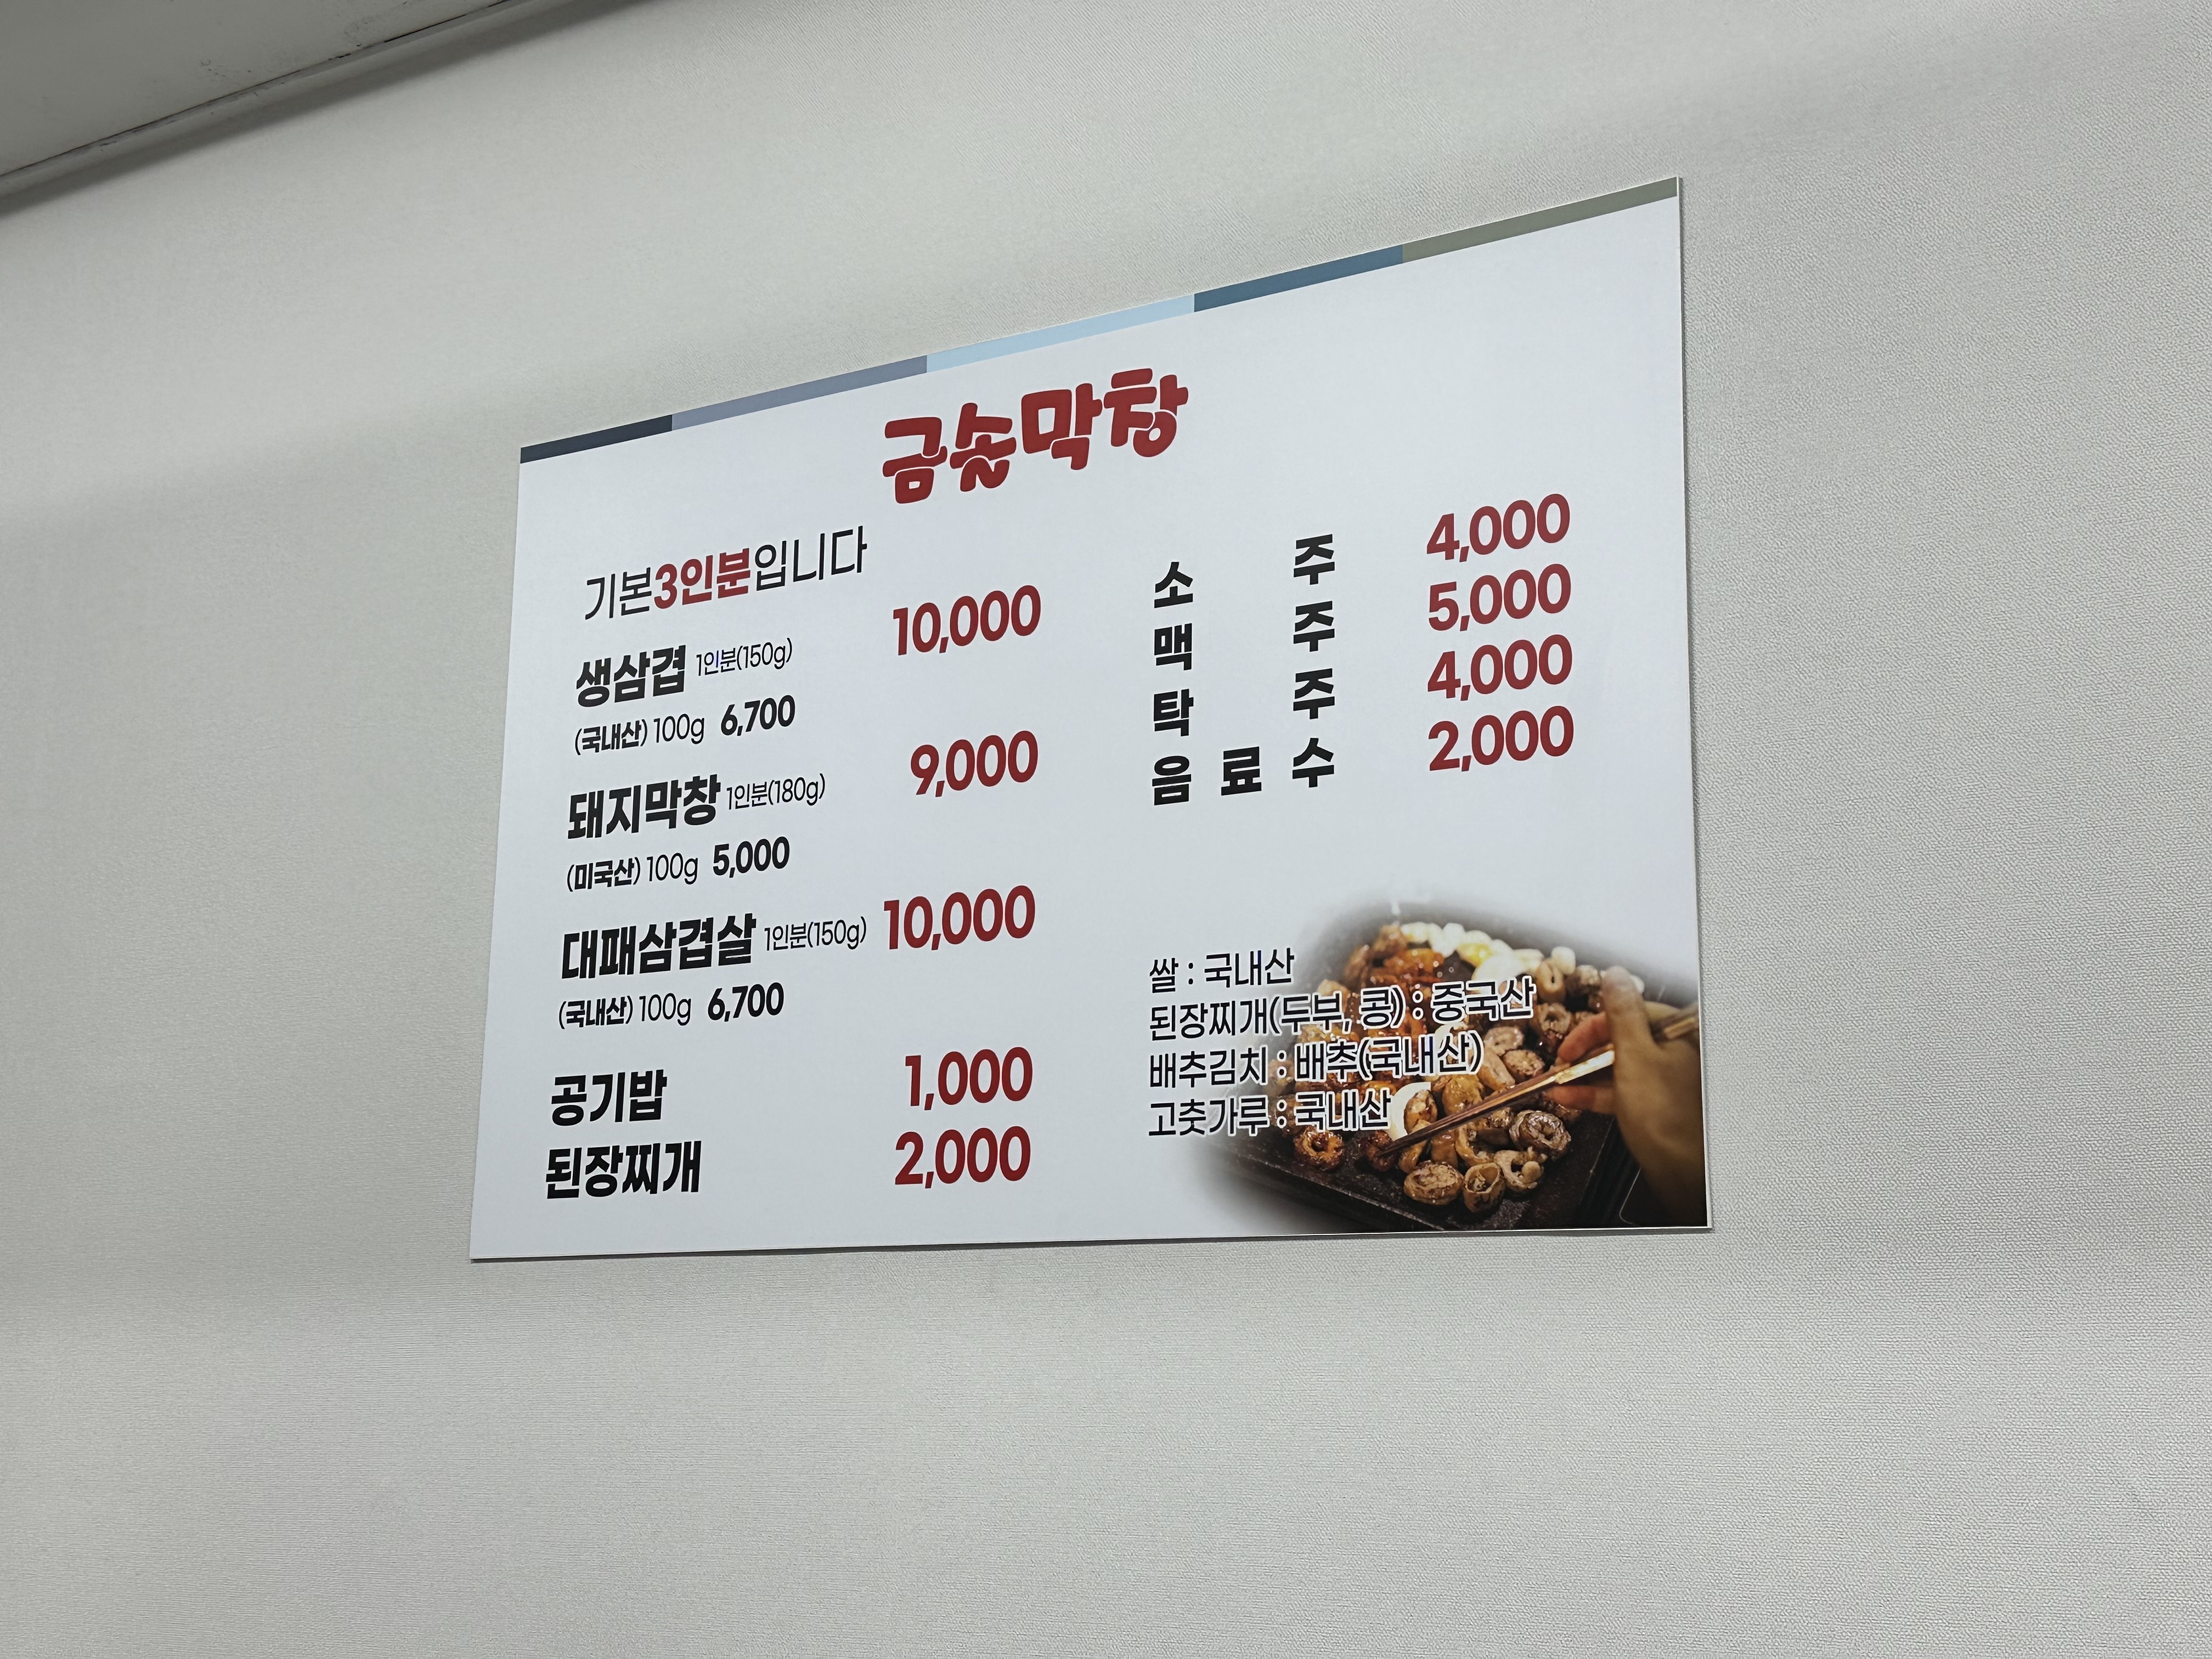 금송막창
기본3인분입니다
생삼겹 1인분(150g) 10,000
(국내산) 100g 6,700
돼지막창 1인분(180g) 9,000
(미국산) 100g 5,000
대패삼겹살 1인분(150g) 10,000
(국내산) 100g 6,700
공기밥 1,000
된장찌개 2,000
소 주 4,000
맥 주 5,000
탁 주 4,000
음 료 수 2,000
쌀 : 국내산
된장찌개(두부, 콩) : 중국산
배추김치 : 배추(국내산)
고춧가루 : 국내산